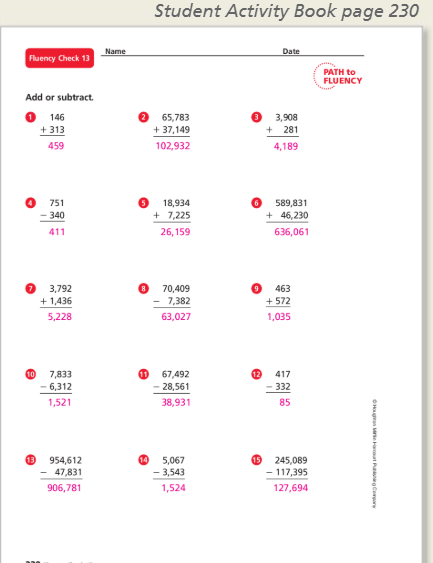 Student Activity Book page 230
Name Date
Fluency Check 13
PATH to
FLUENCY
Add or subtract.
1 146 2 65,783 3 3,908
+ 313 + 37,149 + 281
459 102,932 4,189
4 751 5 18,934 6 589,831
− 340 + 7,225 + 46,230
411 26,159 636,061
7 3,792 8 70,409 9 463
+ 1,436 − 7,382 + 572
5,228 63,027 1,035
10 7,833 11 67,492 12 417
− 6,312 − 28,561 − 332
1,521 38,931 85
13 954,612 14 5,067 15 245,089
− 47,831 − 3,543 − 117,395
906,781 1,524 127,694
© Houghton Mifflin Harcourt Publishing Company